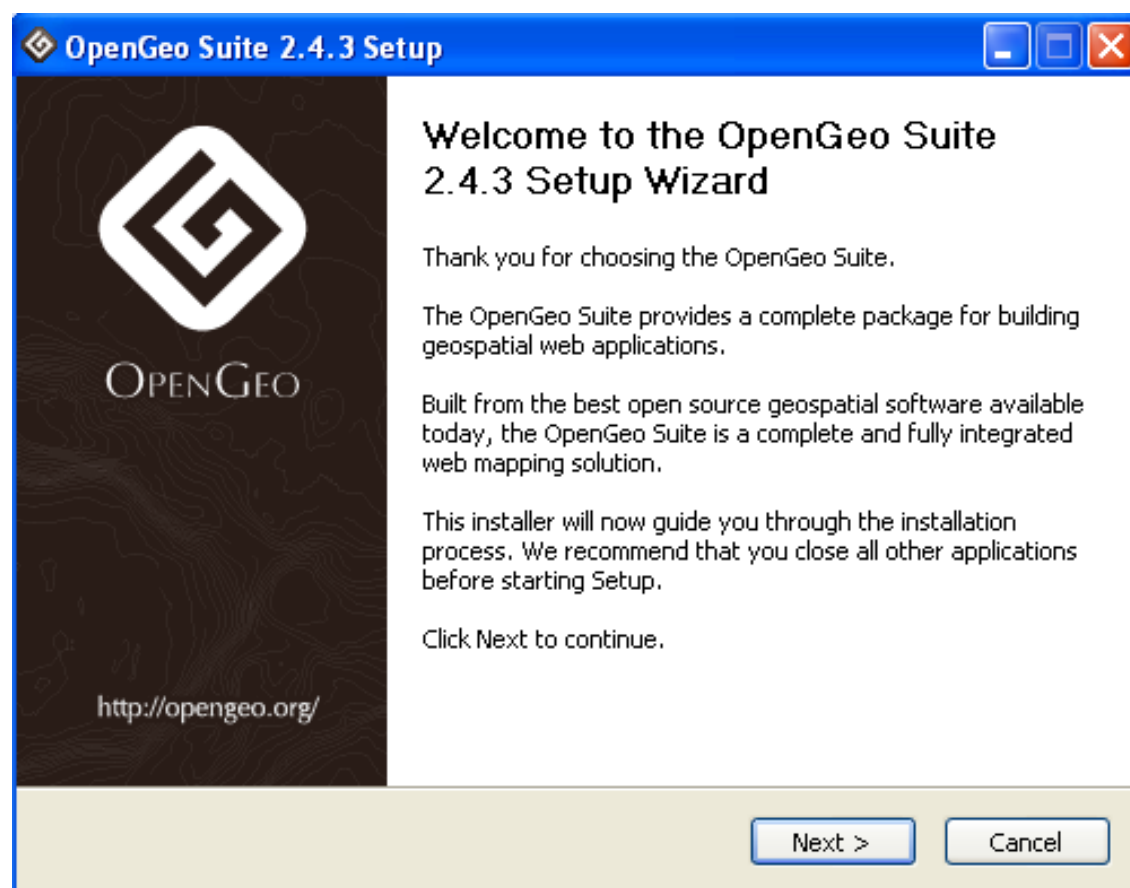 OpenGeo Suite 2.4.3 Setup
OPENGEO
http://opengeo.org/
Welcome to the OpenGeo Suite
2.4.3 Setup Wizard
Thank you for choosing the OpenGeo Suite.
The OpenGeo Suite provides a complete package for building
geospatial web applications.
Built from the best open source geospatial software available
today, the OpenGeo Suite is a complete and fully integrated
web mapping solution.
This installer will now guide you through the installation
process. We recommend that you close all other applications
before starting Setup.
Click Next to continue.
Next >
Cancel